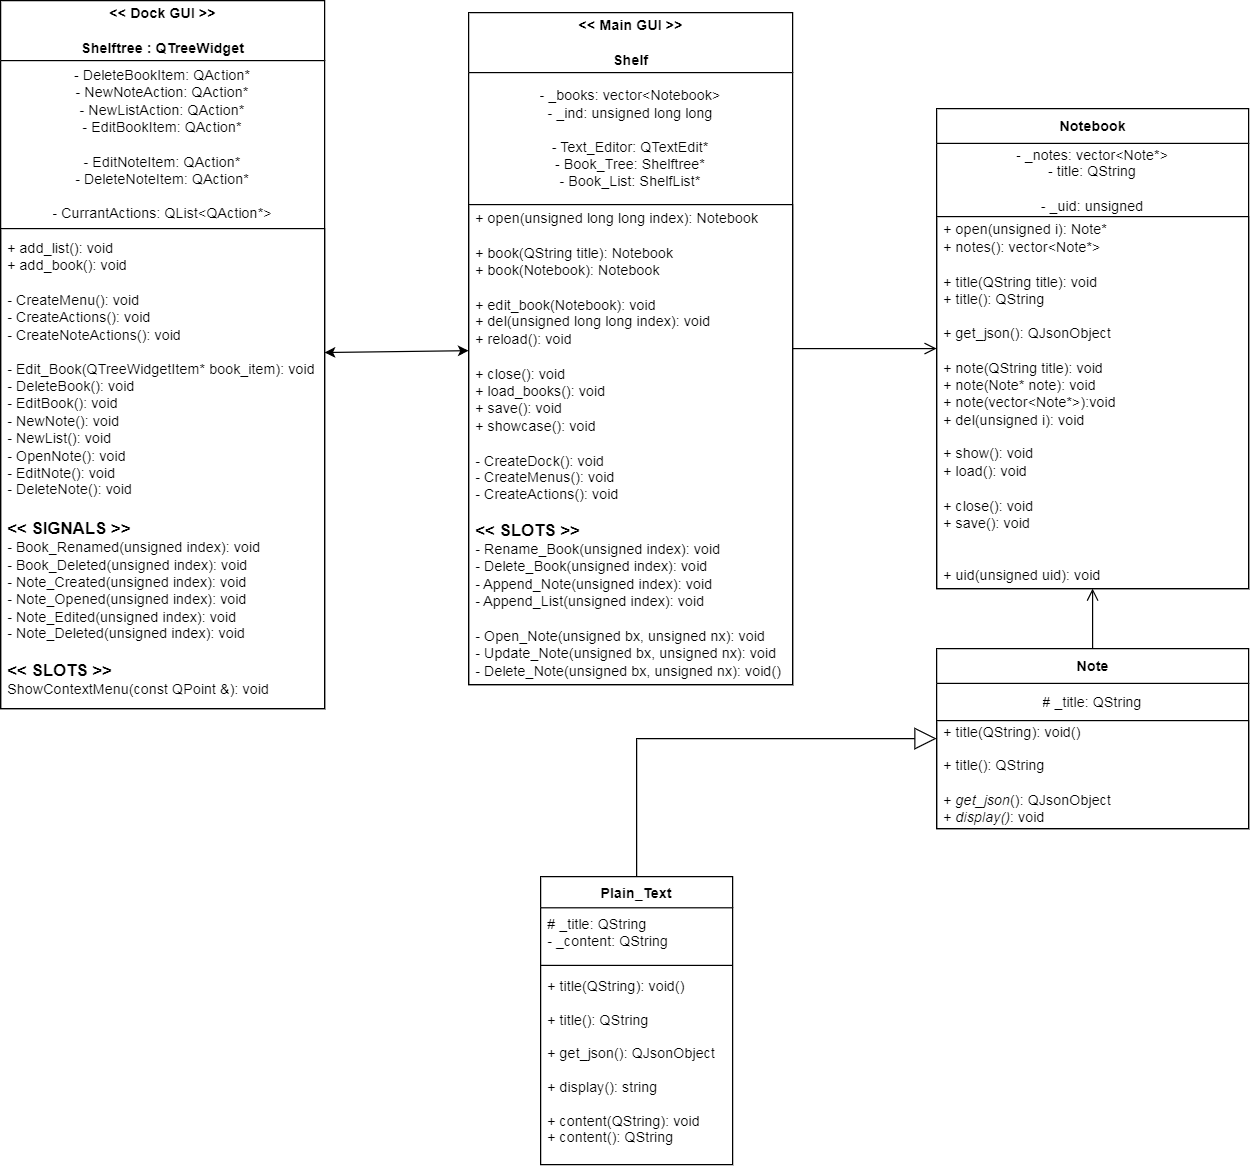 << Dock GUI >>
Shelftree : QTreeWidget
- DeleteBookItem: QAction*
- NewNoteAction: QAction*
- NewListAction: QAction*
- EditBookItem: QAction*
- EditNoteItem: QAction*
- DeleteNoteItem: QAction*
- CurrantActions: QList<QAction*>
+ add_list(): void
+ add_book(): void
- CreateMenu(): void
- CreateActions(): void
- CreateNoteActions(): void
- Edit_Book(QTreeWidgetItem* book_item): void
- DeleteBook(): void
- EditBook(): void
- NewNote(): void
- NewList(): void
- OpenNote(): void
- EditNote(): void
- DeleteNote(): void
<< SIGNALS >>
- Book_Renamed(unsigned index): void
- Book_Deleted(unsigned index): void
- Note_Created(unsigned index): void
- Note_Opened(unsigned index): void
- Note_Edited(unsigned index): void
- Note_Deleted(unsigned index): void
<< SLOTS >>
ShowContextMenu(const QPoint &): void
<< Main GUI >>
Shelf
- _books: vector<Notebook>
- _ind: unsigned long long
- Text_Editor: QTextEdit*
- Book_Tree: Shelftree*
- Book_List: ShelfList*
+ open(unsigned long long index): Notebook
+ book(QString title): Notebook
+ book(Notebook): Notebook
+ edit_book(Notebook): void
+ del(unsigned long long index): void
+ reload(): void
+ close(): void
+ load_books(): void
+ save(): void
+ showcase(): void
- CreateDock(): void
- CreateMenus(): void
- CreateActions(): void
<< SLOTS >>
- Rename_Book(unsigned index): void
- Delete_Book(unsigned index): void
- Append_Note(unsigned index): void
- Append_List(unsigned index): void
- Open_Note(unsigned bx, unsigned nx): void
- Update_Note(unsigned bx, unsigned nx): void
- Delete_Note(unsigned bx, unsigned nx): void()
Notebook
- _notes: vector<Note*>
- title: QString
- _uid: unsigned
+ open(unsigned i): Note*
+ notes(): vector<Note*>
+ title(QString title): void
+ title(): QString
+ get_json(): QJsonObject
+ note(QString title): void
+ note(Note* note): void
+ note(vector<Note*>):void
+ del(unsigned i): void
+ show(): void
+ load(): void
+ close(): void
+ save(): void
+ uid(unsigned uid): void
Note
# _title: QString
+ title(QString): void()
+ title(): QString
+ get_json(): QJsonObject
+ display(): void
Plain_Text
# _title: QString
- _content: QString
+ title(QString): void()
+ title(): QString
+ get_json(): QJsonObject
+ display(): string
+ content(QString): void
+ content(): QString